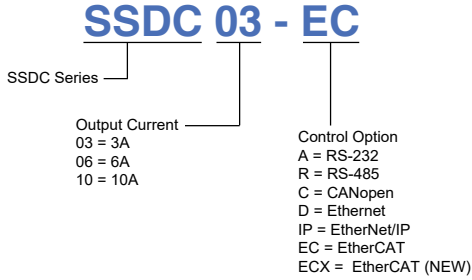 SSDC 03 - EC
SSDC Series
Output Current
03 = 3A
06 = 6A
10 = 10A
Control Option
A = RS-232
R = RS-485
C = CANopen
D = Ethernet
IP = EtherNet/IP
EC = EtherCAT
ECX = EtherCAT (NEW)